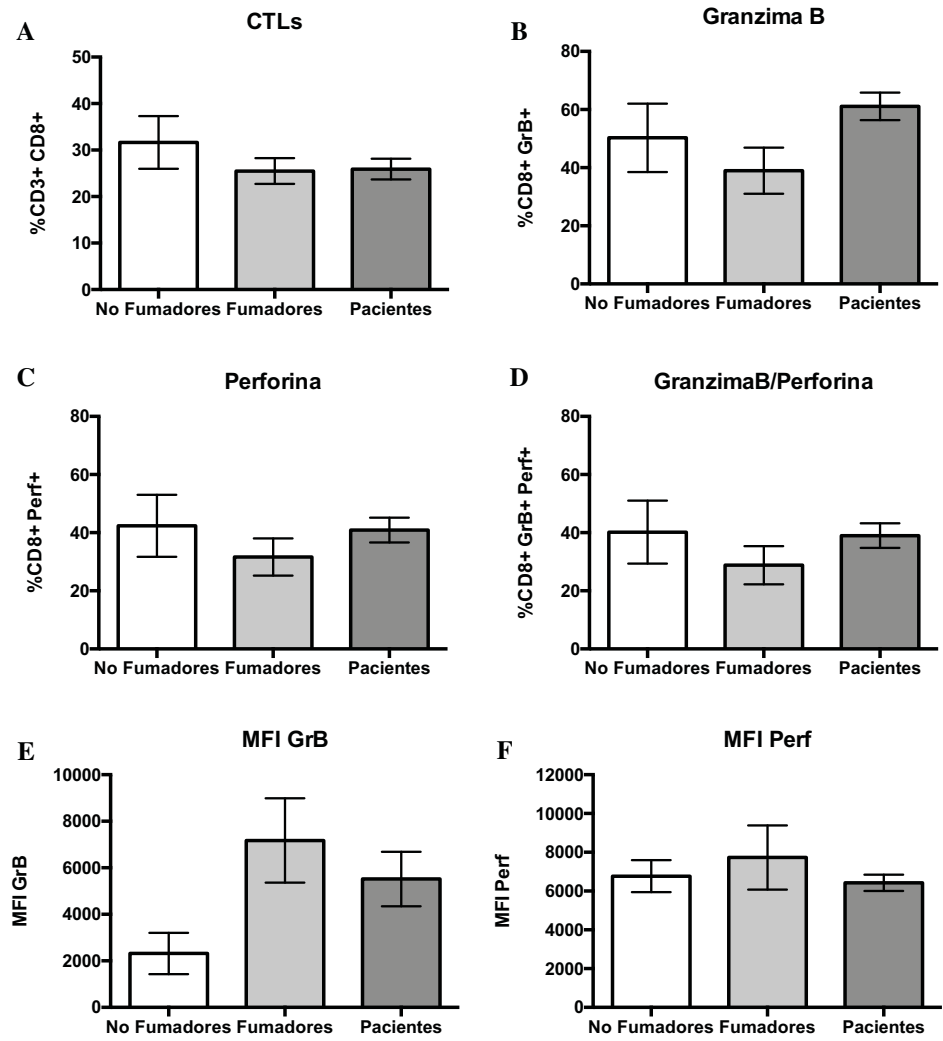 A
CTLs
50
40
30
20
10
0
%CD3+ CD8+
No Fumadores Fumadores Pacientes
B
Granzima B
80
60
40
20
0
%CD8+ GrB+
No Fumadores Fumadores Pacientes
C
Perforina
80
60
40
20
0
%CD8+ Perf+
No Fumadores Fumadores Pacientes
D
GranzimaB/Perforina
80
60
40
20
0
%CD8+ GrB+ Perf+
No Fumadores Fumadores Pacientes
E
MFI GrB
10000
8000
6000
4000
2000
0
MFI GrB
No Fumadores Fumadores Pacientes
F
MFI Perf
12000
10000
8000
6000
4000
2000
0
MFI Perf
No Fumadores Fumadores Pacientes